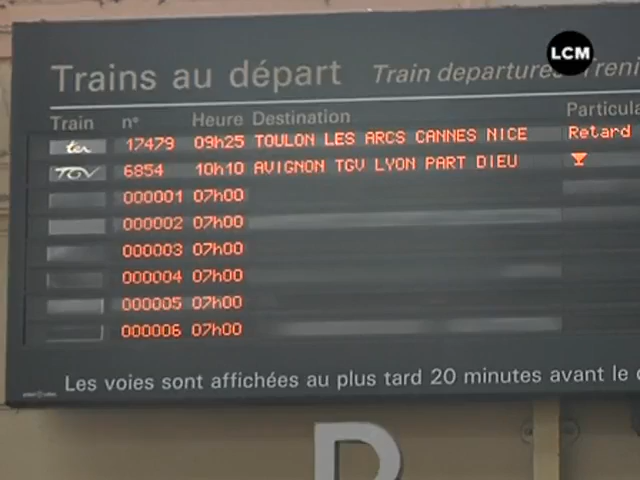 LCM
Trains au départ Train departures Treni
Train n° Heure Destination Particula
ter 17479 09h25 TOULON LES ARCS CANNES NICE Retard
TGV 6854 10h10 AVIGNON TGV LYON PART DIEU
000001 07h00
000002 07h00
000003 07h00
000004 07h00
000005 07h00
000006 07h00
Les voies sont affichées au plus tard 20 minutes avant le